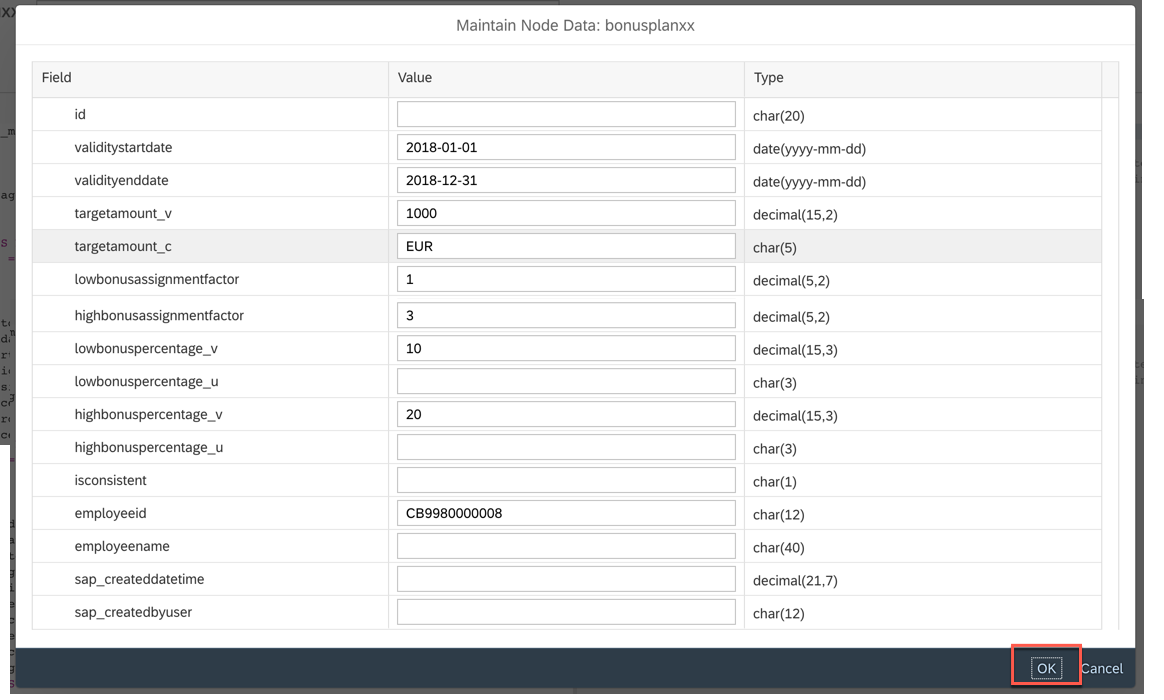 Maintain Node Data: bonusplanxx
Field Value Type
id char(20)
validitystartdate 2018-01-01 date(yyyy-mm-dd)
validityenddate 2018-12-31 date(yyyy-mm-dd)
targetamount_v 1000 decimal(15,2)
targetamount_c EUR char(5)
lowbonusassignmentfactor 1 decimal(5,2)
highbonusassignmentfactor 3 decimal(5,2)
lowbonuspercentage_v 10 decimal(15,3)
lowbonuspercentage_u char(3)
highbonuspercentage_v 20 decimal(15,3)
highbonuspercentage_u char(3)
isconsistent char(1)
employeeid CB9980000008 char(12)
employeename char(40)
sap_createddatetime decimal(21,7)
sap_createdbyuser char(12)
OK Cancel